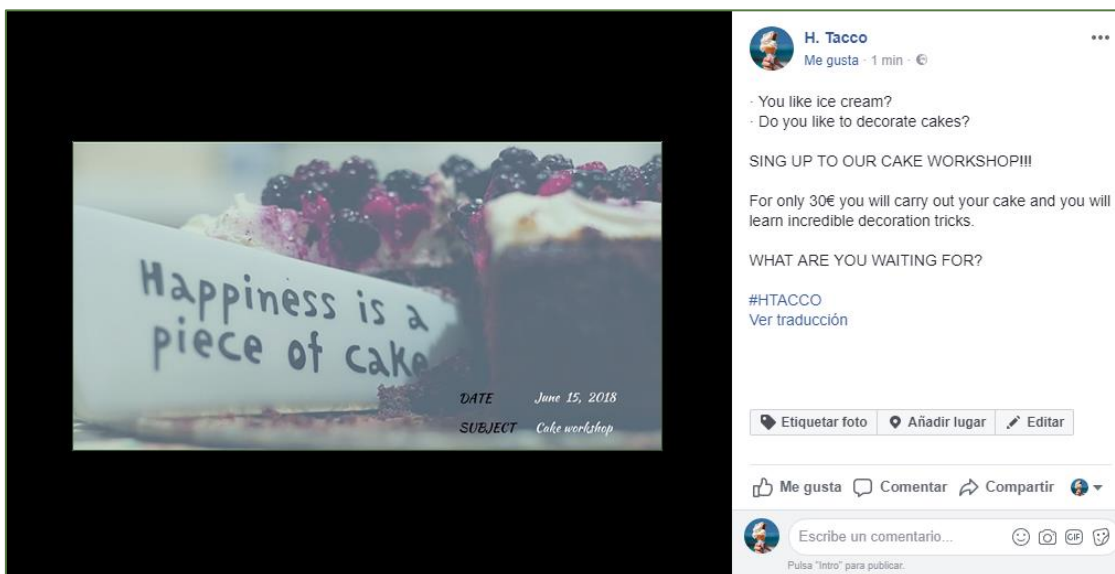 Happiness is a
piece of cake
DATE June 15, 2018
SUBJECT Cake workshop
H. Tacco
Me gusta · 1 min ·
· You like ice cream?
· Do you like to decorate cakes?
SING UP TO OUR CAKE WORKSHOP!!!
For only 30€ you will carry out your cake and you will
learn incredible decoration tricks.
WHAT ARE YOU WAITING FOR?
#HTACCO
Ver traducción
Etiquetar foto Añadir lugar Editar
Me gusta Comentar Compartir
Escribe un comentario... GIF
Pulsa "Intro" para publicar.